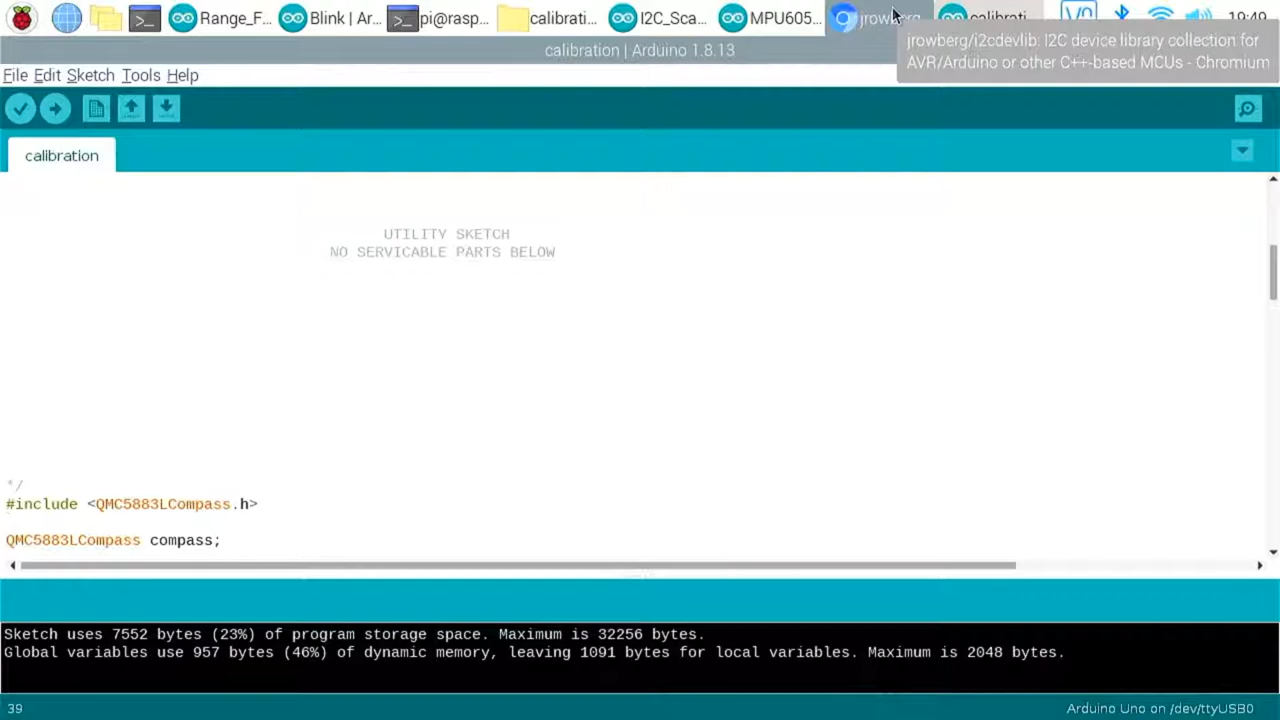 Range_F... Blink | Ar... pi@rasp... calibrati... I2C_Sca... MPU605... jrowberg calibrati 19:49
calibration | Arduino 1.8.13
jrowberg/i2cdevlib: I2C device library collection for
AVR/Arduino or other C++-based MCUs - Chromium
File Edit Sketch Tools Help
calibration
UTILITY SKETCH
NO SERVICABLE PARTS BELOW
*/
#include <QMC5883LCompass.h>
QMC5883LCompass compass;
Sketch uses 7552 bytes (23%) of program storage space. Maximum is 32256 bytes.
Global variables use 957 bytes (46%) of dynamic memory, leaving 1091 bytes for local variables. Maximum is 2048 bytes.
39
Arduino Uno on /dev/ttyUSB0